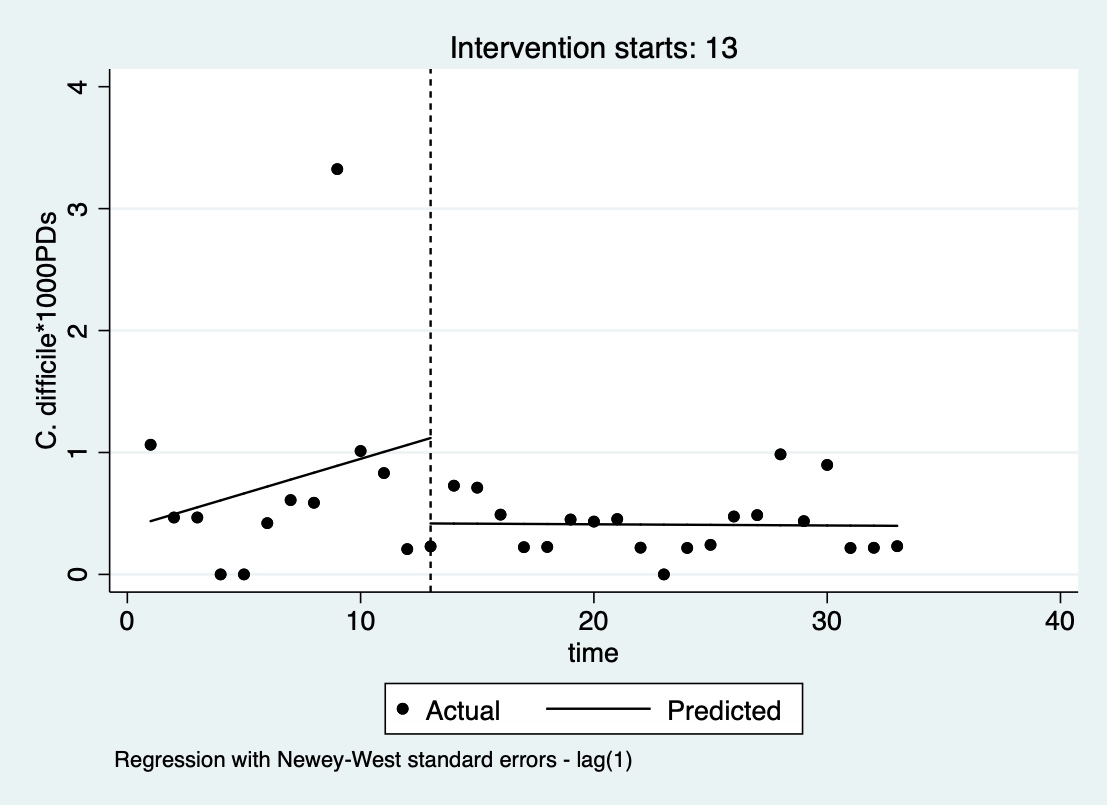 Intervention starts: 13
4
3
2
1
0
C. difficile*1000PDs
0 10 20 30 40
time
Actual Predicted
Regression with Newey-West standard errors - lag(1)